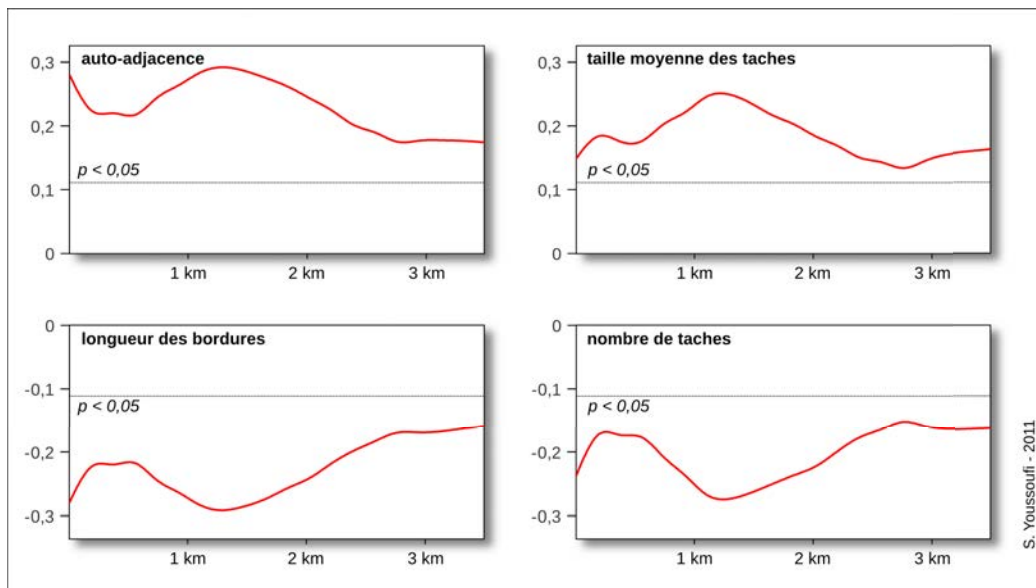 auto-adjacence
0,3
0,2
p < 0,05
0,1
0
1 km 2 km 3 km
taille moyenne des taches
0,3
0,2
p < 0,05
0,1
0
1 km 2 km 3 km
0
longueur des bordures
-0,1
p < 0,05
-0,2
-0,3
1 km 2 km 3 km
0
nombre de taches
-0,1
p < 0,05
-0,2
-0,3
1 km 2 km 3 km
S. Youssoufi - 2011